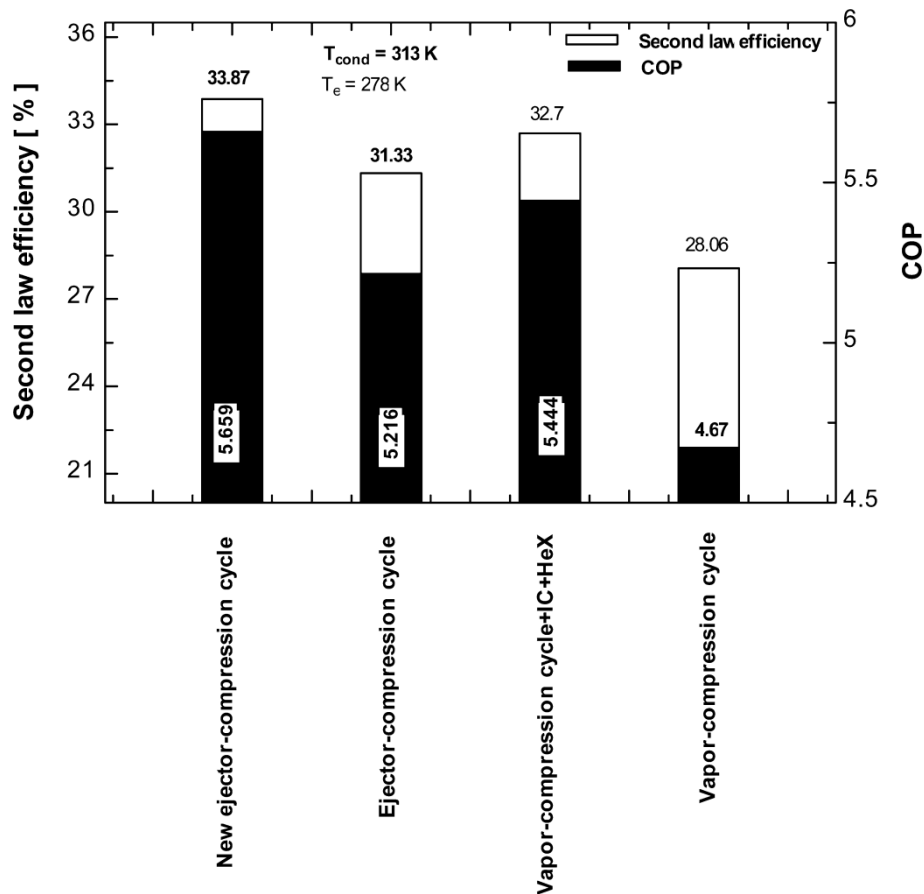 36
33
30
27
24
21
Second law efficiency [ % ]
T cond = 313 K
T e = 278 K
Second law efficiency
COP
33.87
31.33
32.7
28.06
5.659
5.216
5.444
4.67
6
5.5
5
4.5
COP
New ejector-compression cycle
Ejector-compression cycle
Vapor-compression cycle+IC+HeX
Vapor-compression cycle